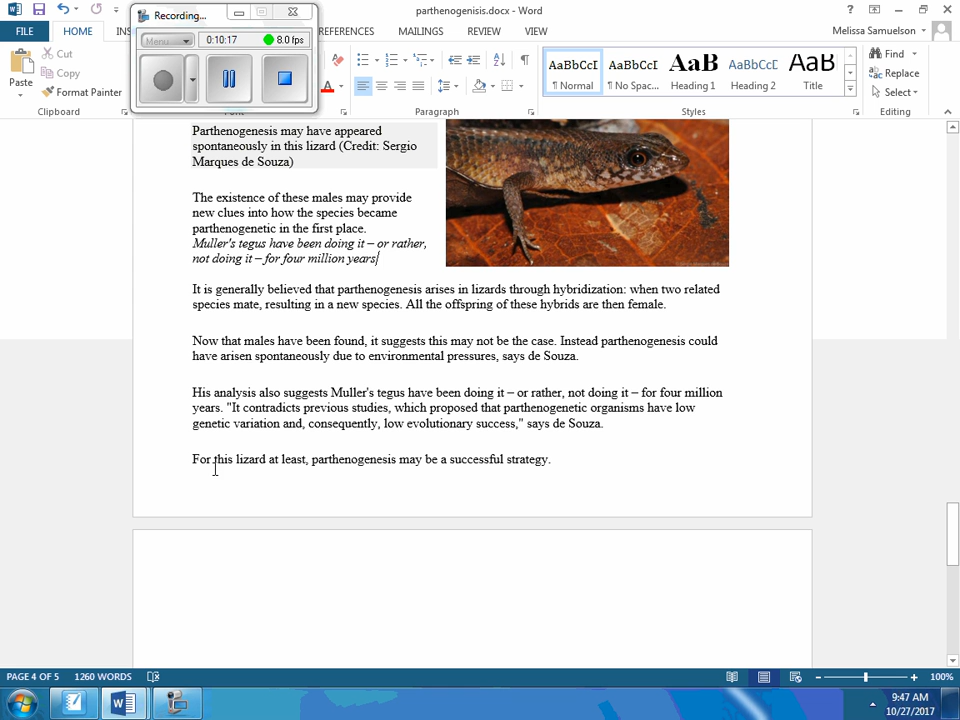 parthenogenisis.docx - Word
Recording...
Menu
0:10:17
8.0 fps
FILE
HOME
INS
REFERENCES
MAILINGS
REVIEW
VIEW
Melissa Samuelson
Paste
Cut
Copy
Format Painter
Clipboard
Paragraph
AaBbCcI
¶ Normal
AaBbCcI
¶ No Spac...
AaBb
Heading 1
AaBbCcI
Heading 2
AaB
Title
Styles
Find
Replace
Select
Editing
Parthenogenesis may have appeared
spontaneously in this lizard (Credit: Sergio
Marques de Souza)
The existence of these males may provide
new clues into how the species became
parthenogenetic in the first place.
Muller's tegus have been doing it – or rather,
not doing it – for four million years
It is generally believed that parthenogenesis arises in lizards through hybridization: when two related
species mate, resulting in a new species. All the offspring of these hybrids are then female.
Now that males have been found, it suggests this may not be the case. Instead parthenogenesis could
have arisen spontaneously due to environmental pressures, says de Souza.
His analysis also suggests Muller's tegus have been doing it – or rather, not doing it – for four million
years. "It contradicts previous studies, which proposed that parthenogenetic organisms have low
genetic variation and, consequently, low evolutionary success," says de Souza.
For this lizard at least, parthenogenesis may be a successful strategy.
PAGE 4 OF 5
1260 WORDS
100%
9:47 AM
10/27/2017